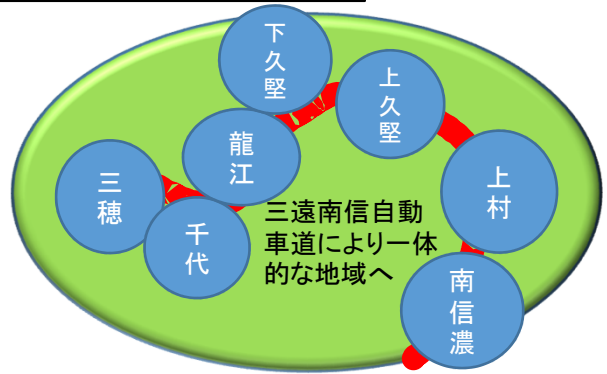 下久堅
上久堅
龍江
三穂
千代
上村
南信濃
三遠南信自動
車道により一体
的な地域へ